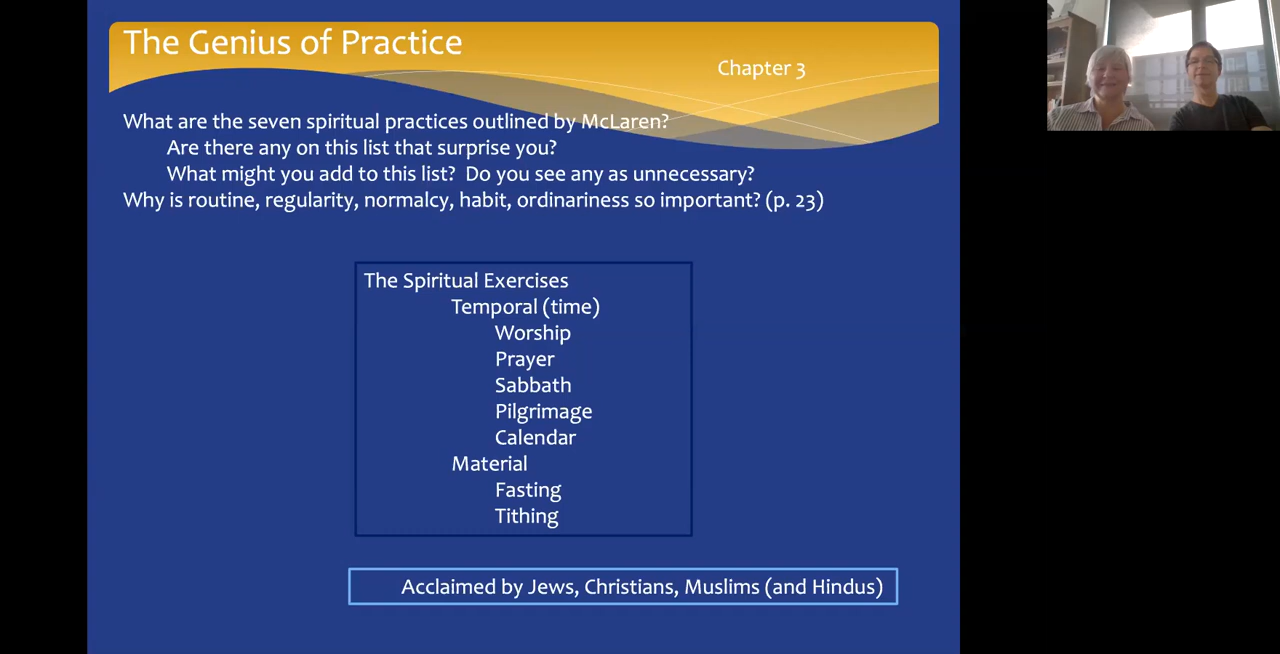 The Genius of Practice
Chapter 3
What are the seven spiritual practices outlined by McLaren?
Are there any on this list that surprise you?
What might you add to this list?  Do you see any as unnecessary?
Why is routine, regularity, normalcy, habit, ordinariness so important? (p. 23)
The Spiritual Exercises
Temporal (time)
Worship
Prayer
Sabbath
Pilgrimage
Calendar
Material
Fasting
Tithing
Acclaimed by Jews, Christians, Muslims (and Hindus)